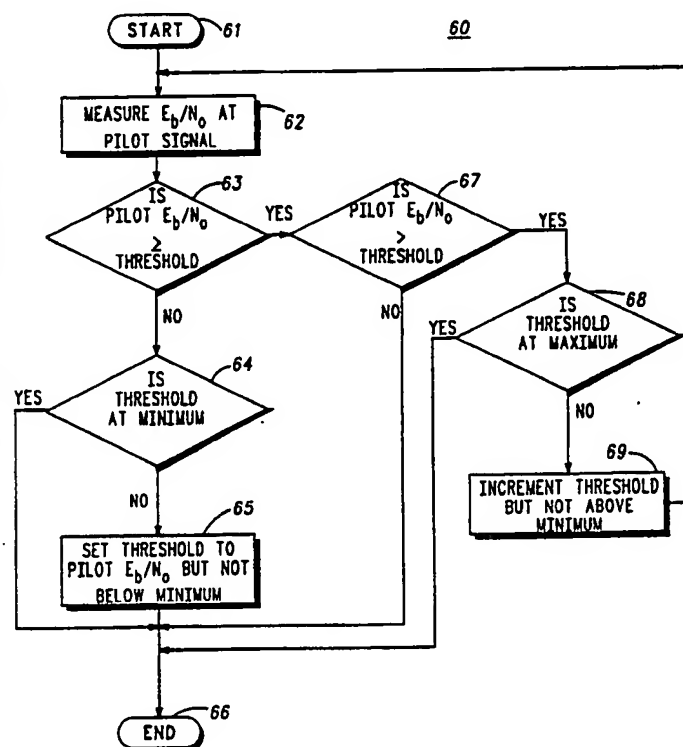 START
61
60
MEASURE Eb/No AT
PILOT SIGNAL
62
63
IS
PILOT Eb/No
≥
THRESHOLD
YES
NO
67
IS
PILOT Eb/No
>
THRESHOLD
YES
NO
68
IS
THRESHOLD
AT MAXIMUM
YES
NO
64
IS
THRESHOLD
AT MINIMUM
YES
NO
69
INCREMENT THRESHOLD
BUT NOT ABOVE
MINIMUM
65
SET THRESHOLD TO
PILOT Eb/No BUT NOT
BELOW MINIMUM
66
END